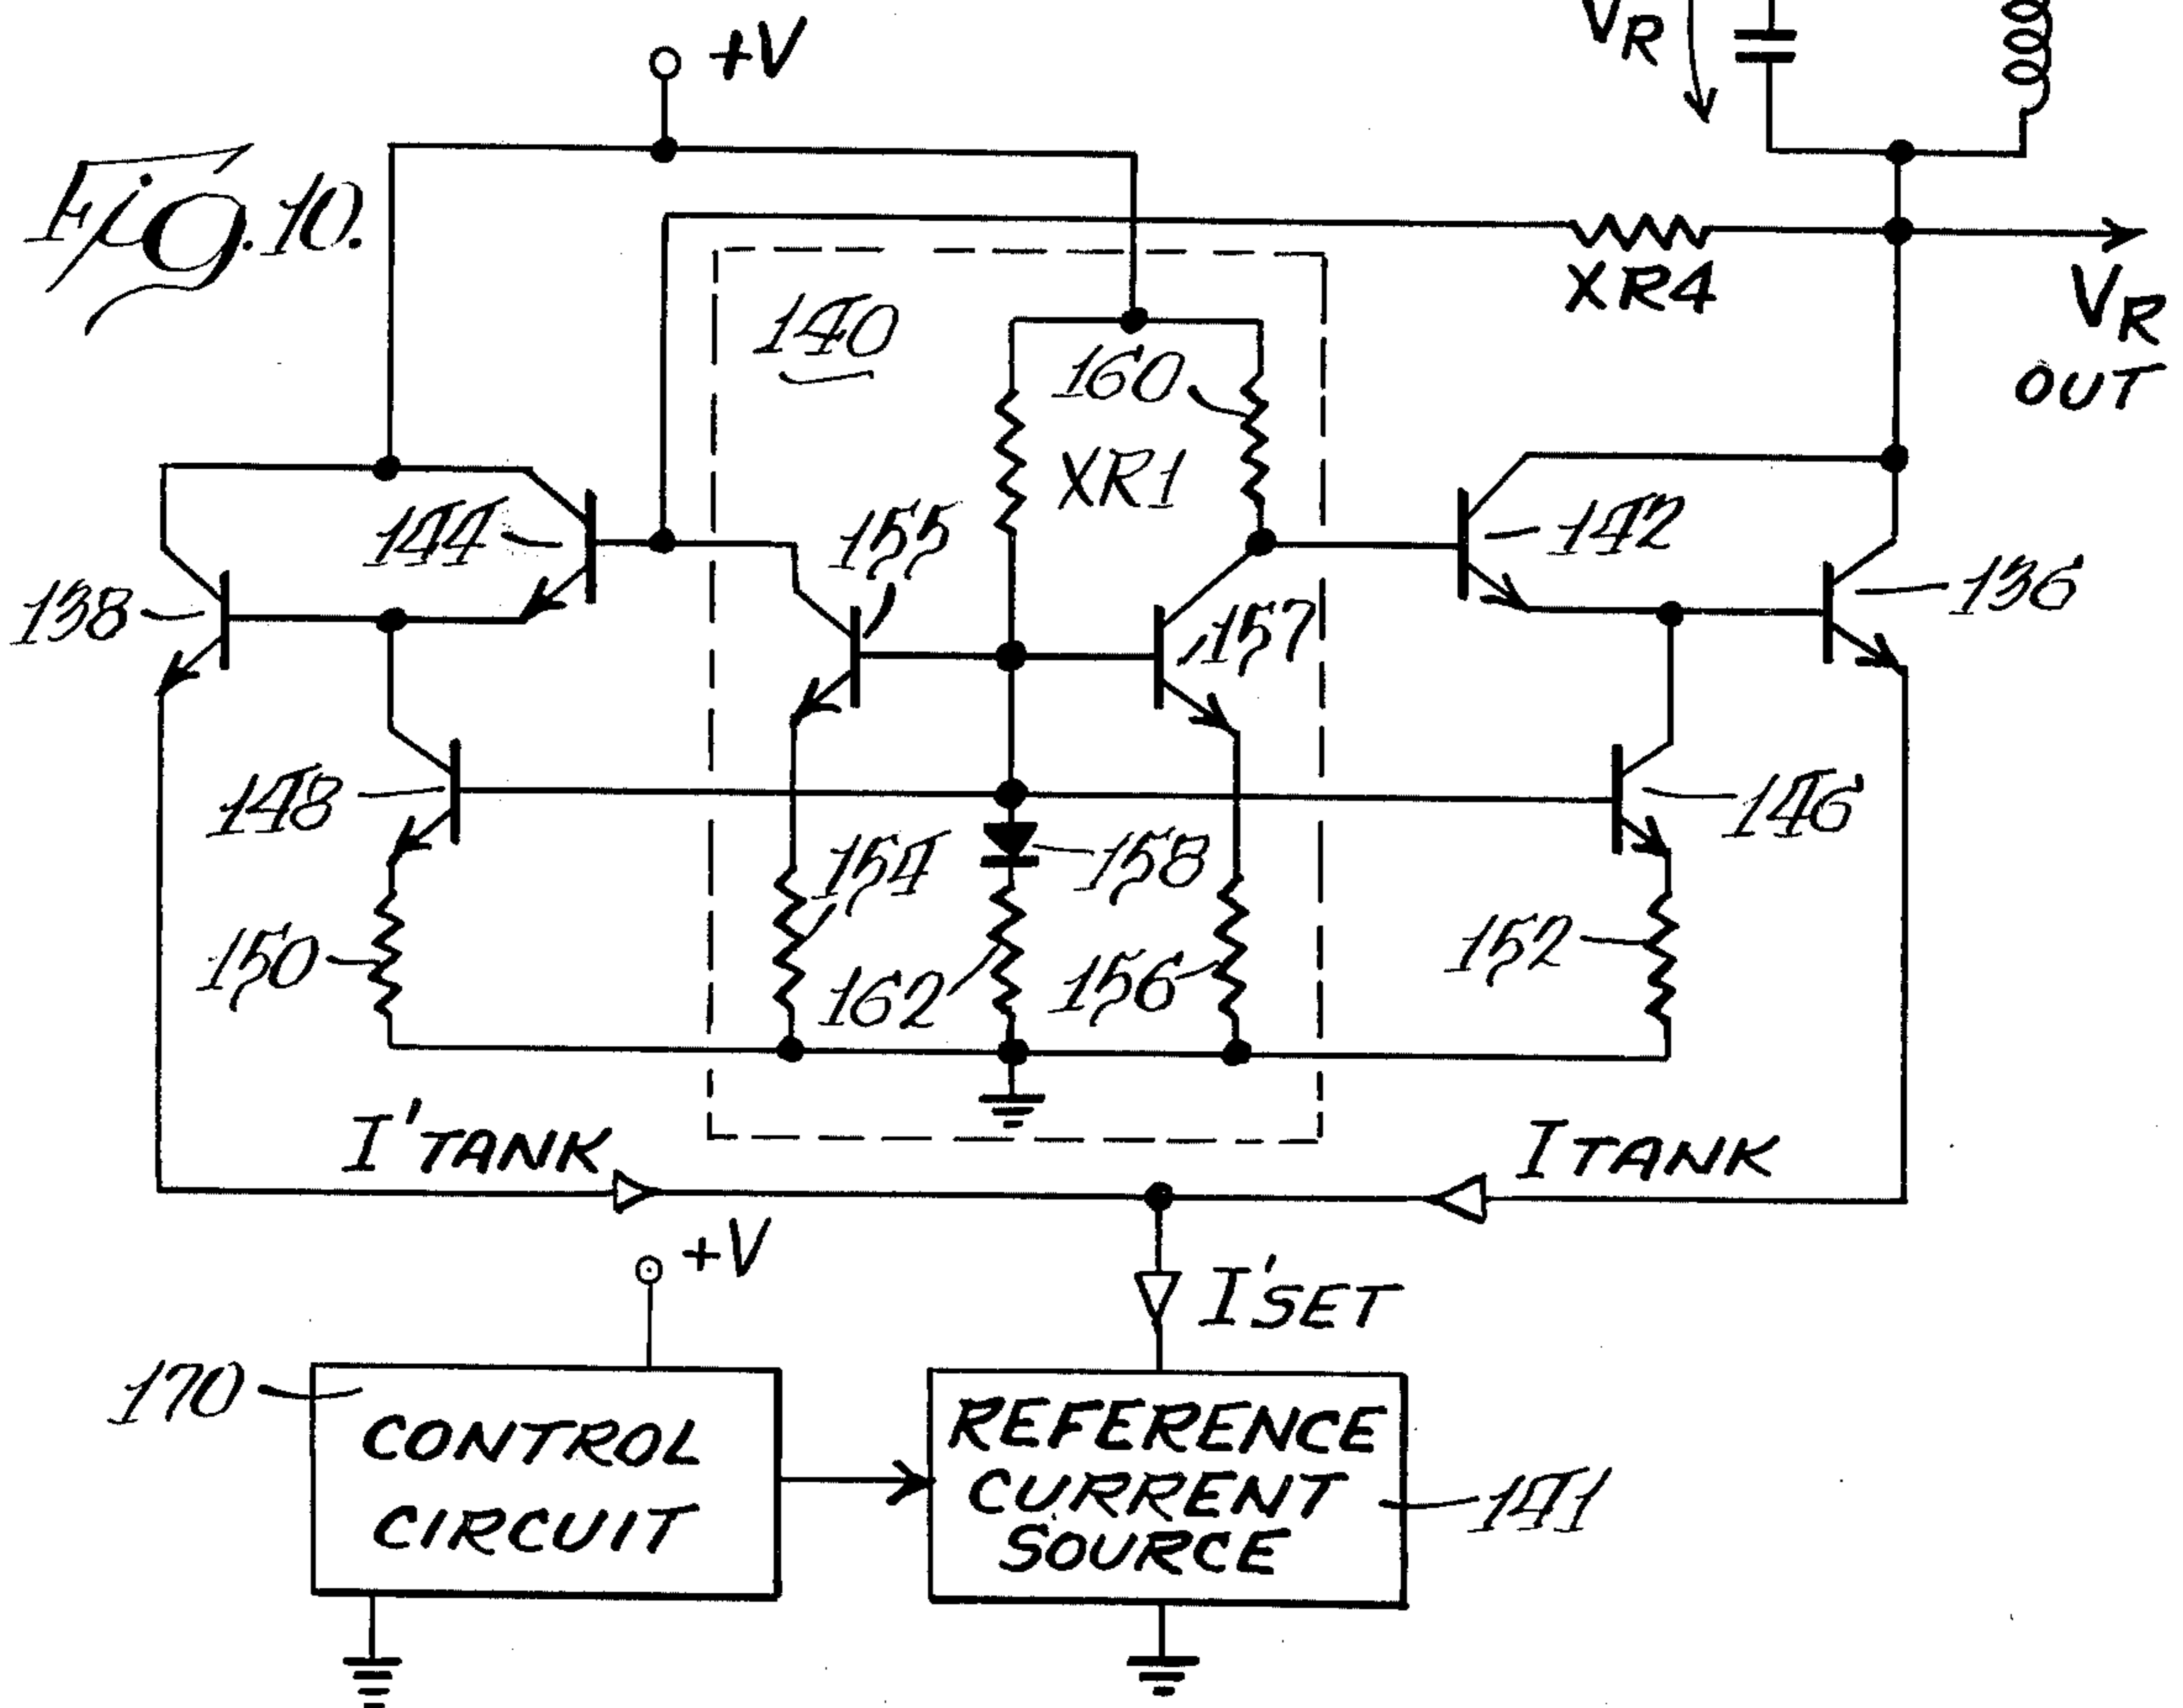 +V
VR
Fig. 10.
XR4
VR
OUT
140
160
XR1
144
155
142
138
157
136
148
154
158
146
150
162
156
152
I'TANK
ITANK
+V
I'SET
170
CONTROL
CIRCUIT
REFERENCE
CURRENT
SOURCE
141